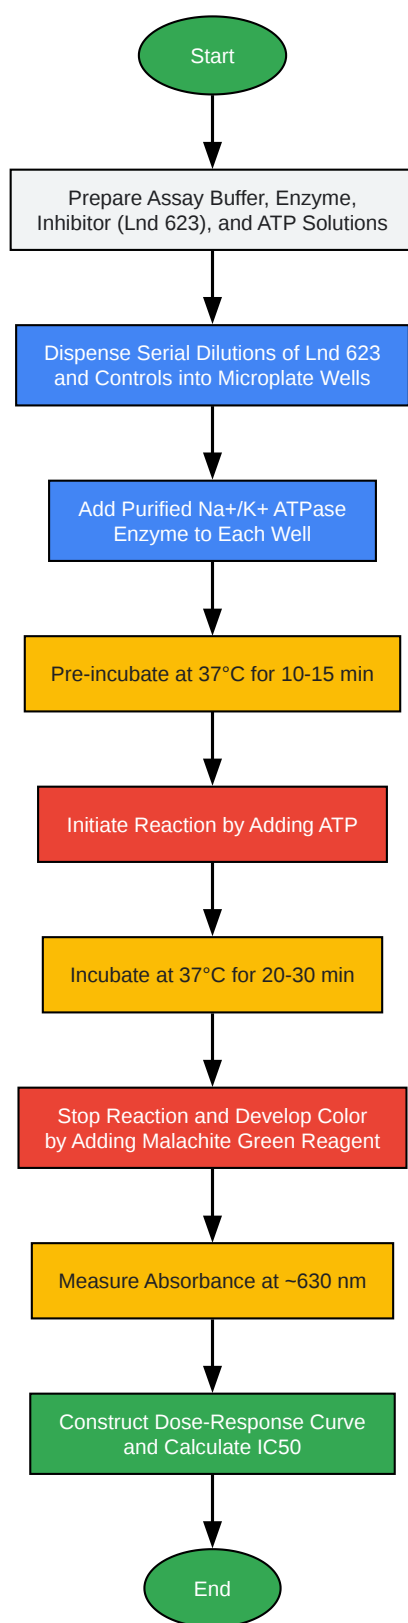 Start
Prepare Assay Buffer, Enzyme,
Inhibitor (Lnd 623), and ATP Solutions
Dispense Serial Dilutions of Lnd 623
and Controls into Microplate Wells
Add Purified Na+/K+ ATPase
Enzyme to Each Well
Pre-incubate at 37°C for 10-15 min
Initiate Reaction by Adding ATP
Incubate at 37°C for 20-30 min
Stop Reaction and Develop Color
by Adding Malachite Green Reagent
Measure Absorbance at ~630 nm
Construct Dose-Response Curve
and Calculate IC50
End